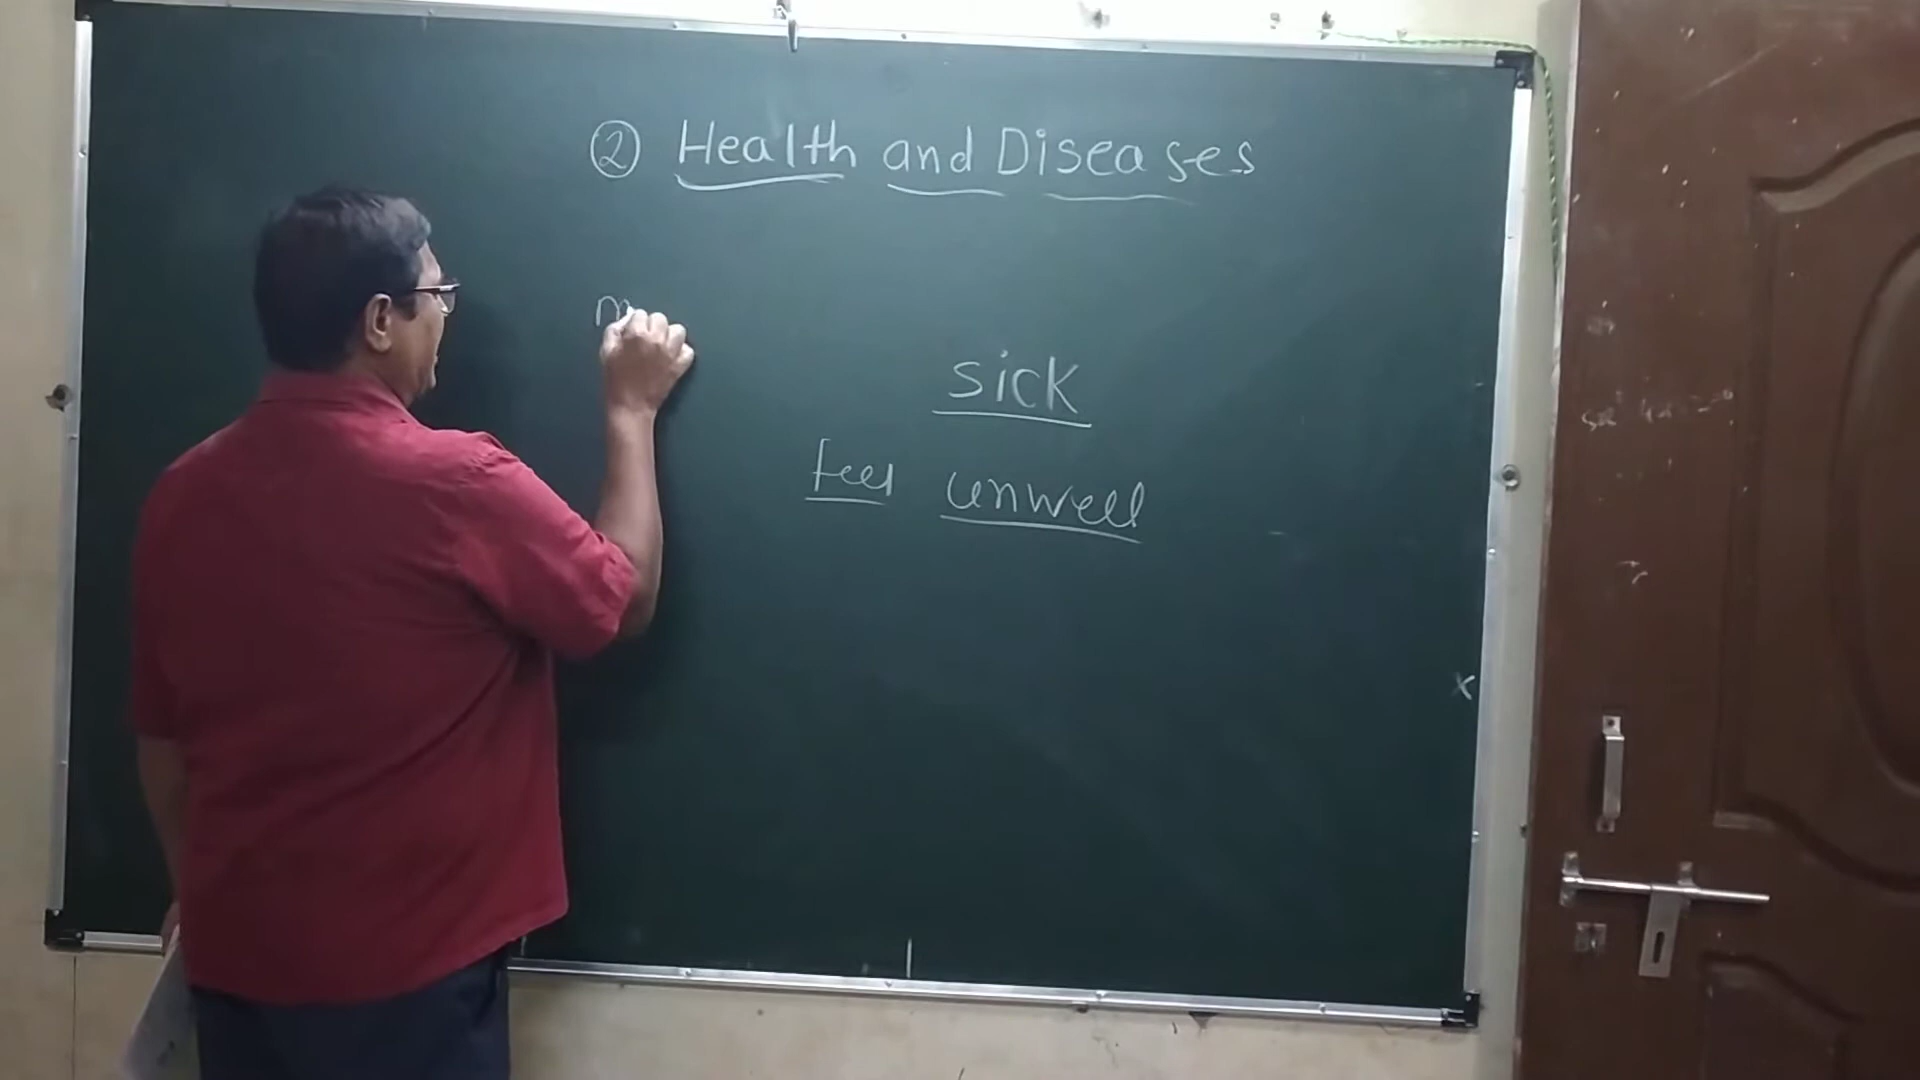 ② Health and Diseases
m
sick
Feel unwell
x